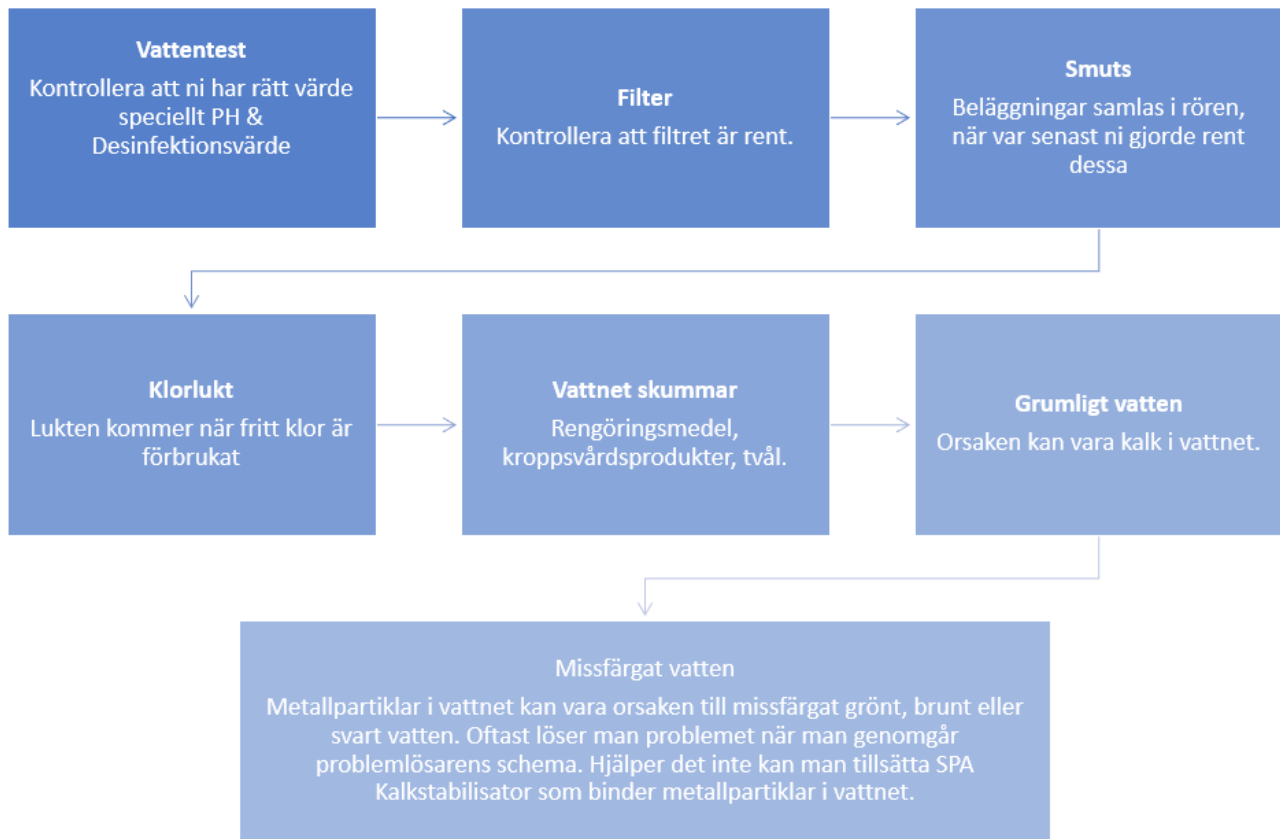 Vattentest
Kontrollera att ni har rätt värde
speciellt PH &
Desinfektionsvärde
Filter
Kontrollera att filtret är rent.
Smuts
Beläggningar samlas i rören,
när var senast ni gjorde rent
dessa
Klorlukt
Lukten kommer när fritt klor är
förbrukat
Vattnet skummar
Rengöringsmedel,
kroppsvårdsprodukter, tvål.
Grumligt vatten
Orsaken kan vara kalk i vattnet.
Missfärgat vatten
Metallpartiklar i vattnet kan vara orsaken till missfärgat grönt, brunt eller
svart vatten. Oftast löser man problemet när man genomgår
problemlösarens schema. Hjälper det inte kan man tillsätta SPA
Kalkstabilisator som binder metallpartiklar i vattnet.